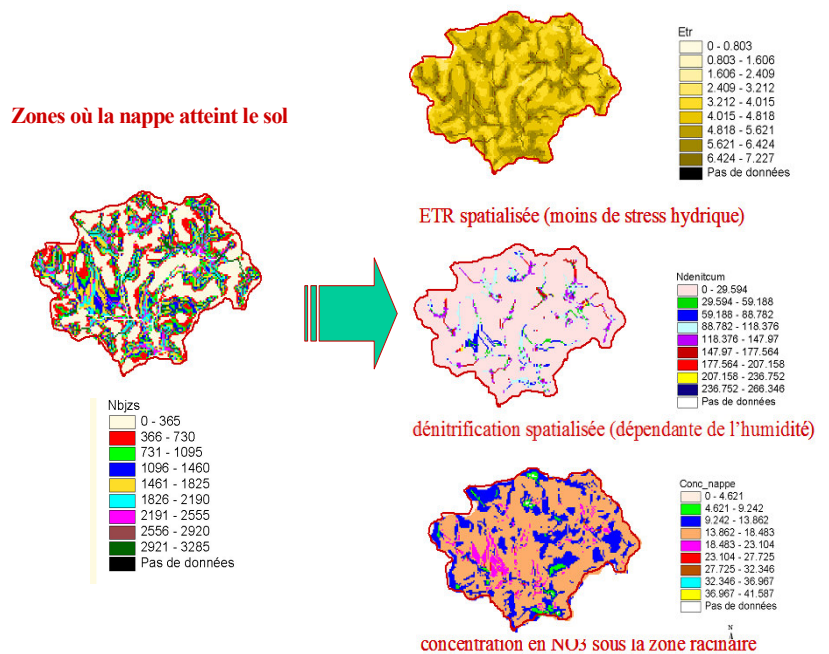 Zones où la nappe atteint le sol
Nbjzs
0 - 365
366 - 730
731 - 1095
1096 - 1460
1461 - 1825
1826 - 2190
2191 - 2555
2556 - 2920
2921 - 3285
Pas de données
Etr
0 - 0.803
0.803 - 1.606
1.606 - 2.409
2.409 - 3.212
3.212 - 4.015
4.015 - 4.818
4.818 - 5.621
5.621 - 6.424
6.424 - 7.227
Pas de données
ETR spatialisée (moins de stress hydrique)
Ndenitcum
0 - 29.594
29.594 - 59.188
59.188 - 88.782
88.782 - 118.376
118.376 - 147.97
147.97 - 177.564
177.564 - 207.158
207.158 - 236.752
236.752 - 266.346
Pas de données
dénitrification spatialisée (dépendante de l'humidité)
Conc_nappe
0 - 4.621
4.621 - 9.242
9.242 - 13.862
13.862 - 18.483
18.483 - 23.104
23.104 - 27.725
27.725 - 32.346
32.346 - 36.967
36.967 - 41.587
Pas de données
N
concentration en NO3 sous la zone racinaire